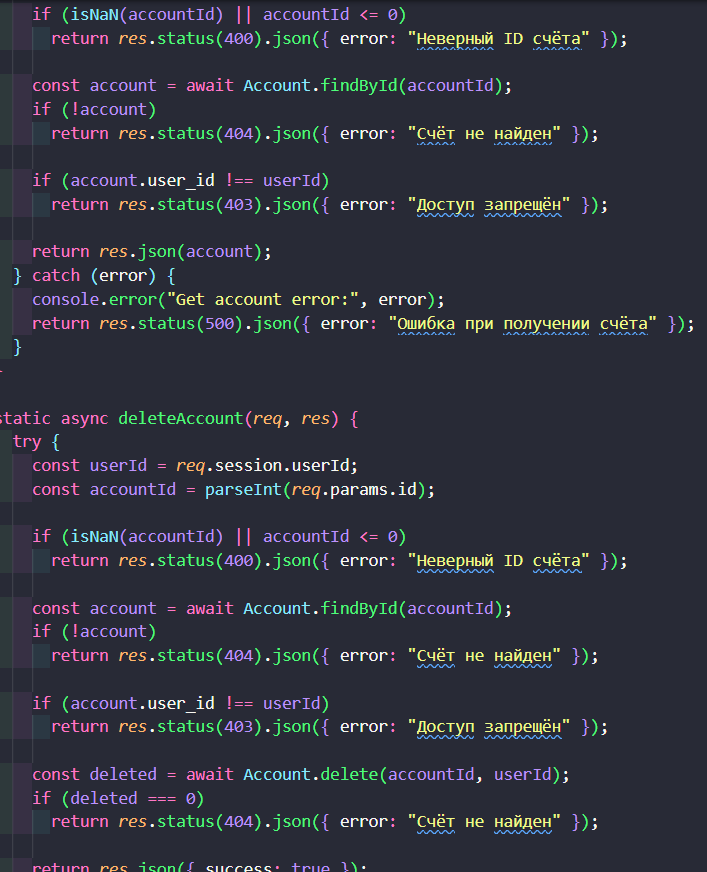 if (isNaN(accountId) || accountId <= 0)
return res.status(400).json({ error: "Неверный ID счёта" });
const account = await Account.findById(accountId);
if (!account)
return res.status(404).json({ error: "Счёт не найден" });
if (account.user_id !== userId)
return res.status(403).json({ error: "Доступ запрещён" });
return res.json(account);
} catch (error) {
console.error("Get account error:", error);
return res.status(500).json({ error: "Ошибка при получении счёта" });
}
static async deleteAccount(req, res) {
try {
const userId = req.session.userId;
const accountId = parseInt(req.params.id);
if (isNaN(accountId) || accountId <= 0)
return res.status(400).json({ error: "Неверный ID счёта" });
const account = await Account.findById(accountId);
if (!account)
return res.status(404).json({ error: "Счёт не найден" });
if (account.user_id !== userId)
return res.status(403).json({ error: "Доступ запрещён" });
const deleted = await Account.delete(accountId, userId);
if (deleted === 0)
return res.status(404).json({ error: "Счёт не найден" });
return res.json({ success: true });